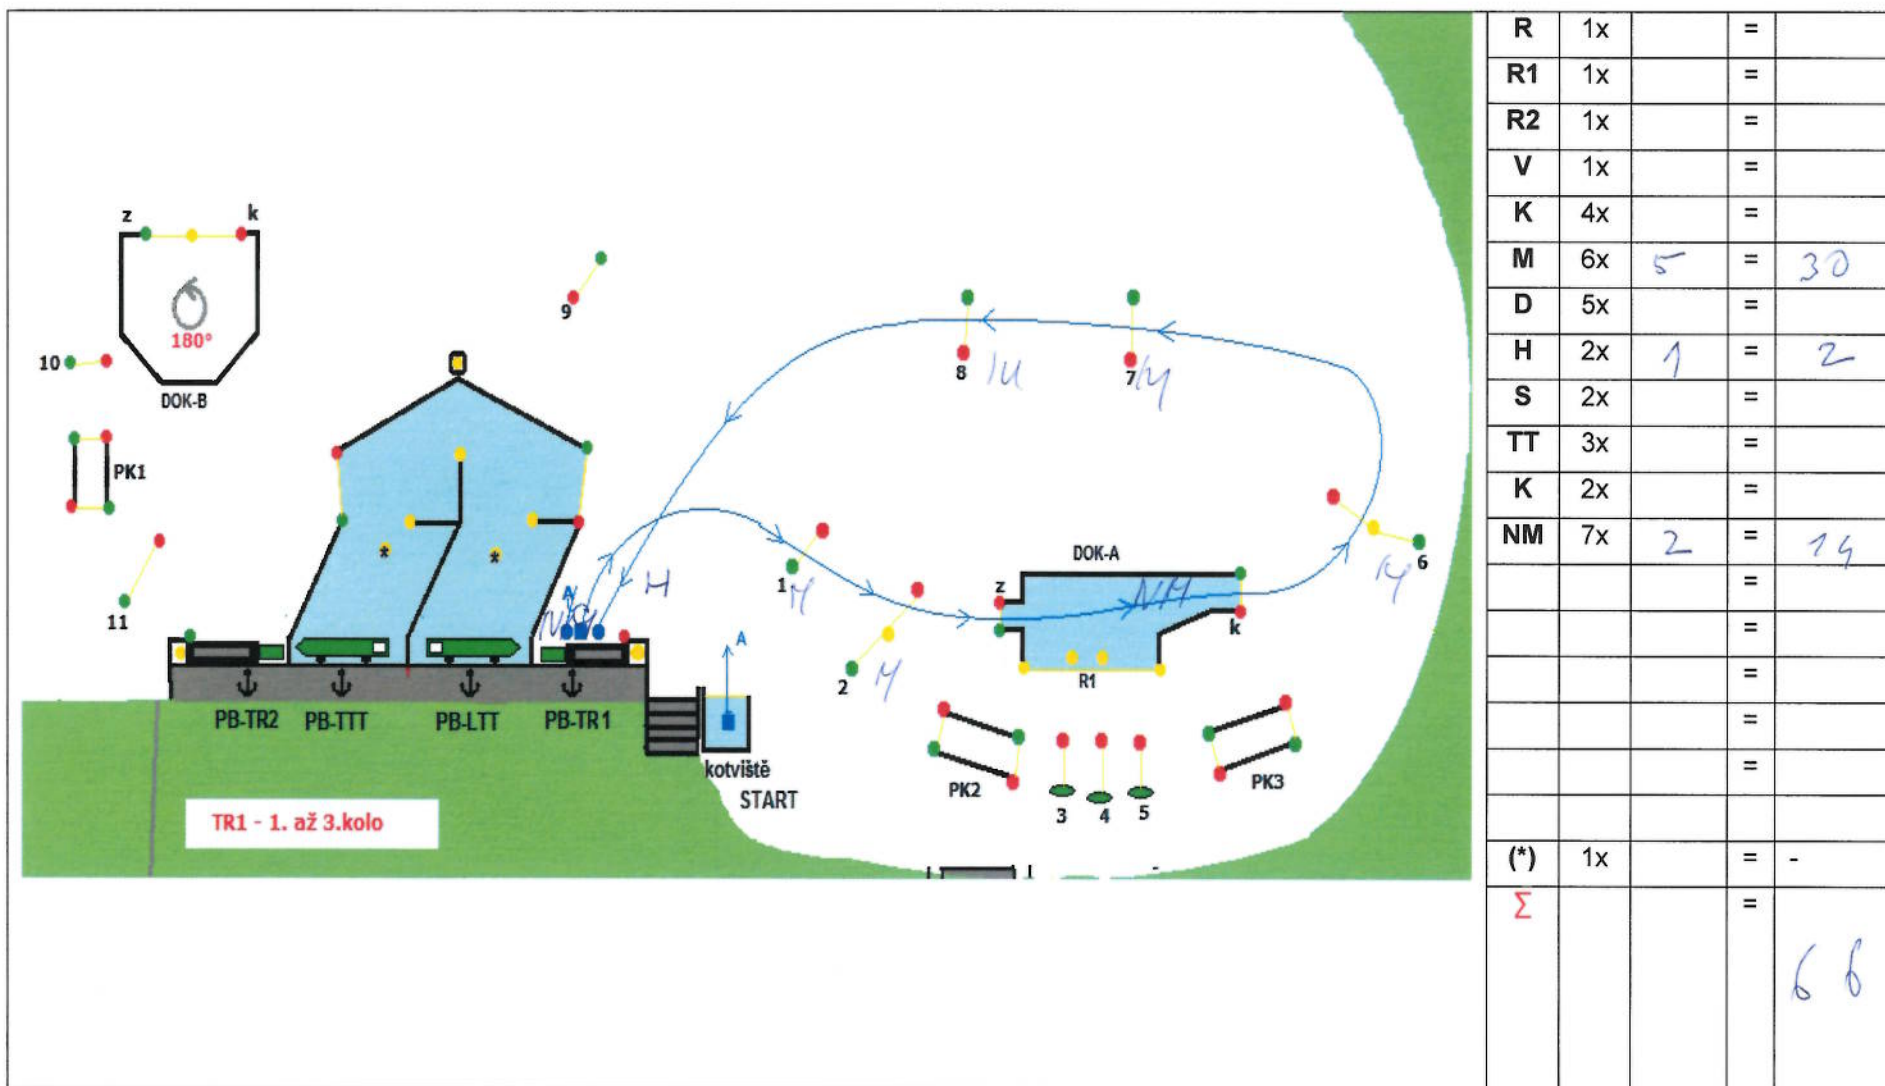 z k
180°
DOK-B
9
10
PK1
11
8 M
7 M
6 M
1 M
2 M
H
A
A
NM
DOK-A
z
NM
k
R1
PB-TR2 PB-TTT PB-LTT PB-TR1
kotviště
START
PK2
3 4 5
PK3
TR1 - 1. až 3.kolo
* *
R 1x =
R1 1x =
R2 1x =
V 1x =
K 4x =
M 6x 5 = 30
D 5x =
H 2x 1 = 2
S 2x =
TT 3x =
K 2x =
NM 7x 2 = 14
=
=
=
=
=
(*) 1x = -
Σ =
66